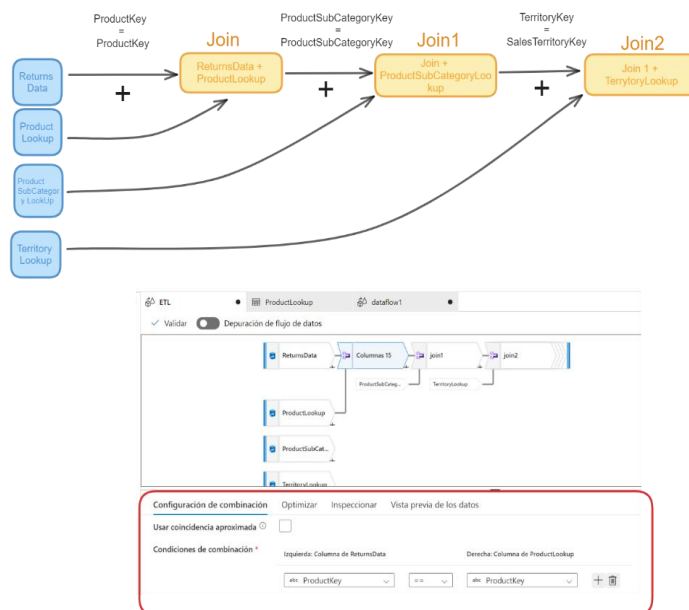 ProductKey
=
ProductKey
Join
ProductSubCategoryKey
=
ProductSubCategoryKey
Join1
TerritoryKey
=
SalesTerritoryKey
Join2
Returns
Data
+
ReturnsData +
ProductLookup
+
Join +
ProductSubCategoryLoo
kup
+
Join 1 +
TerrytoryLookup
Product
Lookup
Product
SubCategor
y LookUp
Territory
Lookup
ETL
ProductLookup
dataflow1
Validar
Depuración de flujo de datos
ReturnsData
Columnas 15
join1
join2
ProductSubCateg...
TerritoryLookup
ProductLookup
ProductSubCat...
TerritoryLookup
Configuración de combinación
Optimizar
Inspeccionar
Vista previa de los datos
Usar coincidencia aproximada
Condiciones de combinación *
Izquierda: Columna de ReturnsData
Derecha: Columna de ProductLookup
abc ProductKey
==
abc ProductKey